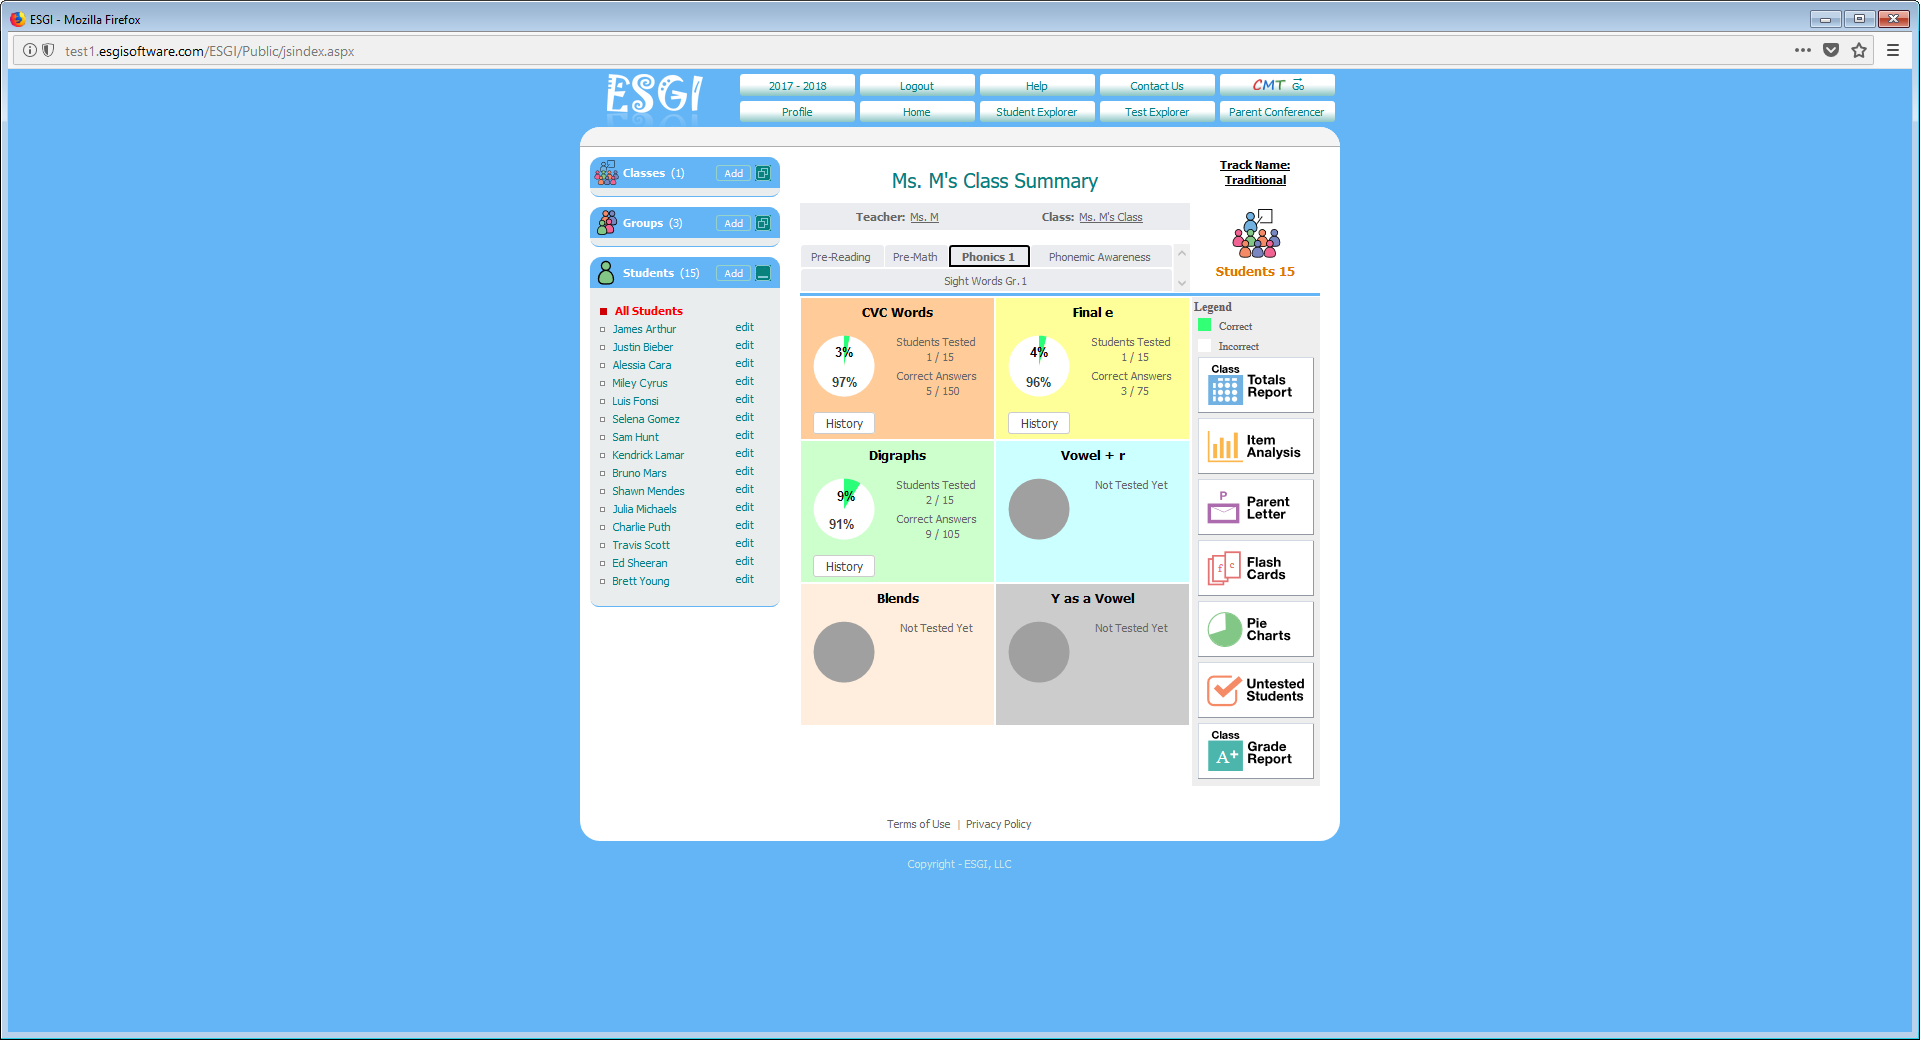 ESGI - Mozilla Firefox
test1.esgisoftware.com/ESGI/Public/jsindex.aspx
ESGI
2017 - 2018
Logout
Help
Contact Us
CMT Go
Profile
Home
Student Explorer
Test Explorer
Parent Conferencer
Classes (1) Add
Groups (3) Add
Students (15) Add
All Students
James Arthur edit
Justin Bieber edit
Alessia Cara edit
Miley Cyrus edit
Luis Fonsi edit
Selena Gomez edit
Sam Hunt edit
Kendrick Lamar edit
Bruno Mars edit
Shawn Mendes edit
Julia Michaels edit
Charlie Puth edit
Travis Scott edit
Ed Sheeran edit
Brett Young edit
Ms. M's Class Summary
Teacher: Ms. M Class: Ms. M's Class
Pre-Reading Pre-Math Phonics 1 Phonemic Awareness
Sight Words Gr.1
CVC Words
3%
97%
Students Tested
1 / 15
Correct Answers
5 / 150
History
Final e
4%
96%
Students Tested
1 / 15
Correct Answers
3 / 75
History
Digraphs
9%
91%
Students Tested
2 / 15
Correct Answers
9 / 105
History
Vowel + r
Not Tested Yet
Blends
Not Tested Yet
Y as a Vowel
Not Tested Yet
Track Name:
Traditional
Students 15
Legend
Correct
Incorrect
Class
Totals
Report
Item
Analysis
P
Parent
Letter
f c
Flash
Cards
Pie
Charts
Untested
Students
Class
A+
Grade
Report
Terms of Use | Privacy Policy
Copyright - ESGI, LLC